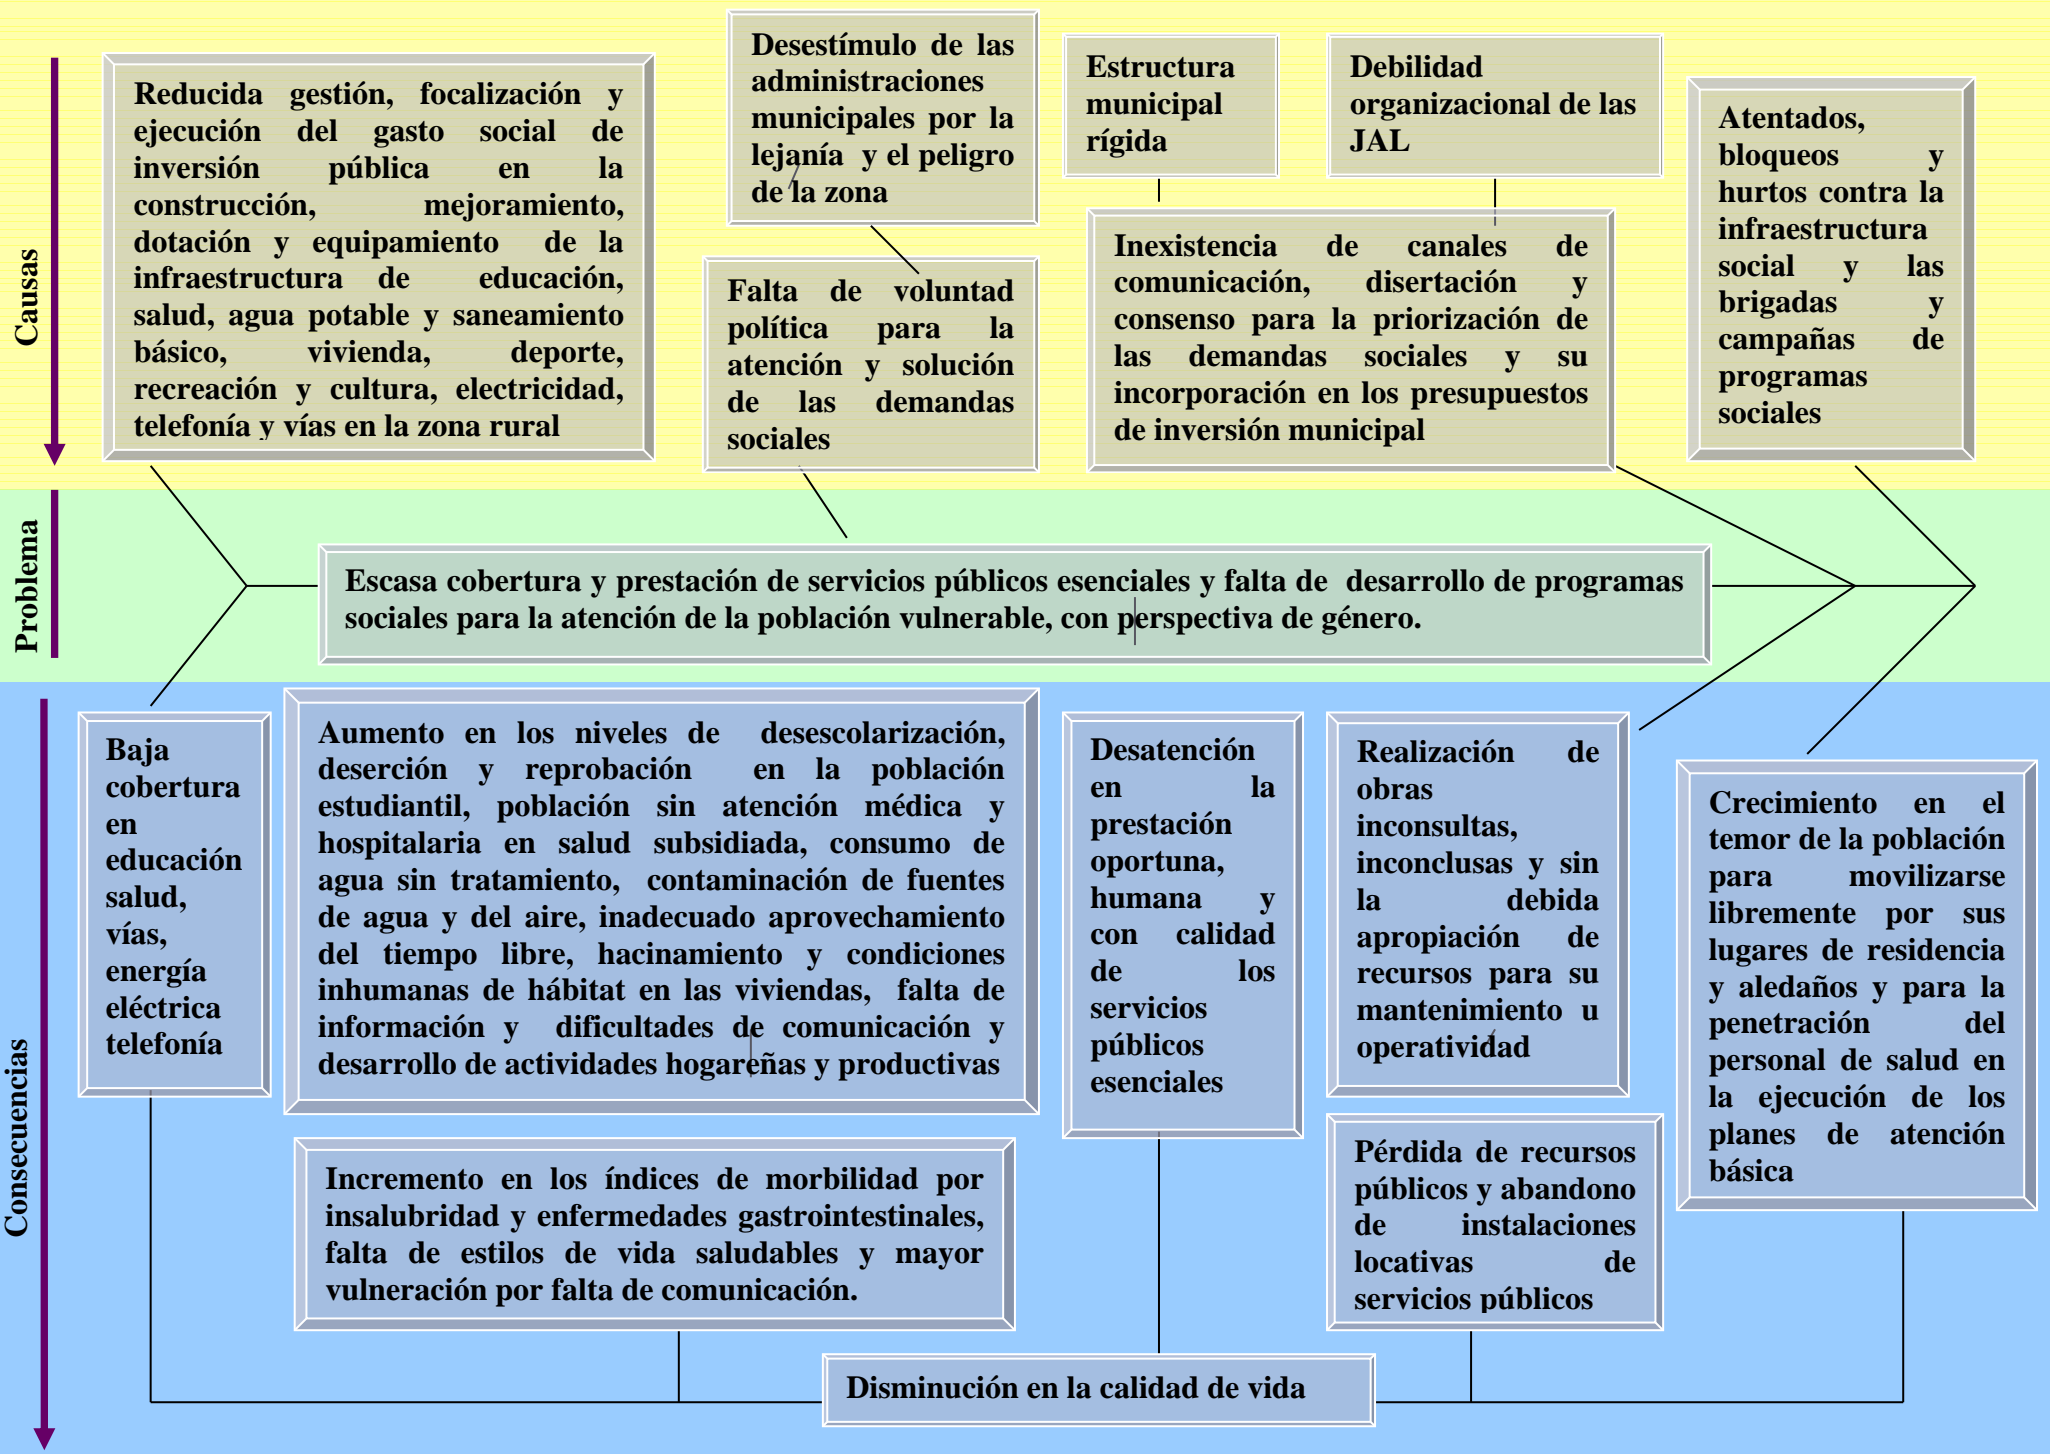 Causas
Reducida gestión, focalización y
ejecución del gasto social de
inversión pública en la
construcción, mejoramiento,
dotación y equipamiento de la
infraestructura de educación,
salud, agua potable y saneamiento
básico, vivienda, deporte,
recreación y cultura, electricidad,
telefonía y vías en la zona rural
Desestímulo de las
administraciones
municipales por la
lejanía y el peligro
de la zona
Falta de voluntad
política para la
atención y solución
de las demandas
sociales
Estructura
municipal
rígida
Debilidad
organizacional de las
JAL
Inexistencia de canales de
comunicación, disertación y
consenso para la priorización de
las demandas sociales y su
incorporación en los presupuestos
de inversión municipal
Atentados,
bloqueos y
hurtos contra la
infraestructura
social y las
brigadas y
campañas de
programas
sociales
Problema
Escasa cobertura y prestación de servicios públicos esenciales y falta de desarrollo de programas
sociales para la atención de la población vulnerable, con perspectiva de género.
Consecuencias
Baja
cobertura
en
educación
salud,
vías,
energía
eléctrica
telefonía
Aumento en los niveles de desescolarización,
deserción y reprobación en la población
estudiantil, población sin atención médica y
hospitalaria en salud subsidiada, consumo de
agua sin tratamiento, contaminación de fuentes
de agua y del aire, inadecuado aprovechamiento
del tiempo libre, hacinamiento y condiciones
inhumanas de hábitat en las viviendas, falta de
información y dificultades de comunicación y
desarrollo de actividades hogareñas y productivas
Incremento en los índices de morbilidad por
insalubridad y enfermedades gastrointestinales,
falta de estilos de vida saludables y mayor
vulneración por falta de comunicación.
Desatención
en la
prestación
oportuna,
humana y
con calidad
de los
servicios
públicos
esenciales
Realización de
obras
inconsultas,
inconclusas y sin
la debida
apropiación de
recursos para su
mantenimiento u
operatividad
Pérdida de recursos
públicos y abandono
de instalaciones
locativas de
servicios públicos
Crecimiento en el
temor de la población
para movilizarse
libremente por sus
lugares de residencia
y aledaños y para la
penetración del
personal de salud en
la ejecución de los
planes de atención
básica
Disminución en la calidad de vida